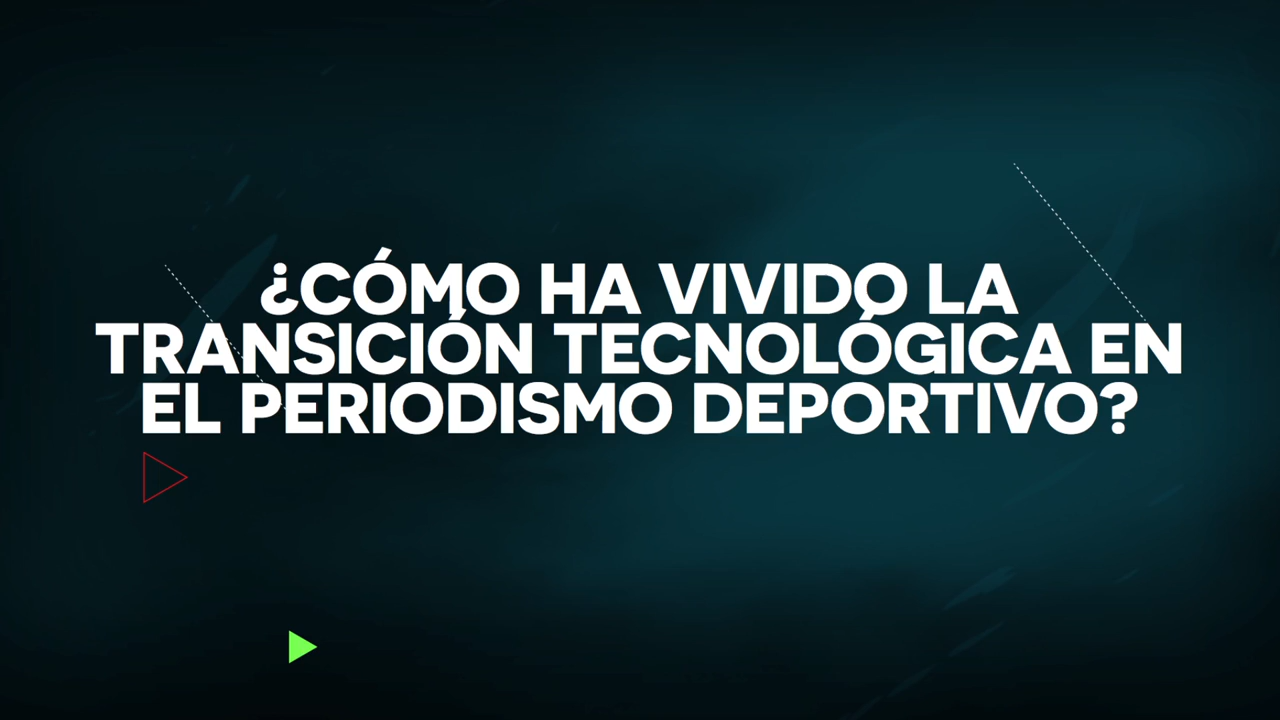 ¿CÓMO HA VIVIDO LA
TRANSICIÓN TECNOLÓGICA EN
EL PERIODISMO DEPORTIVO?